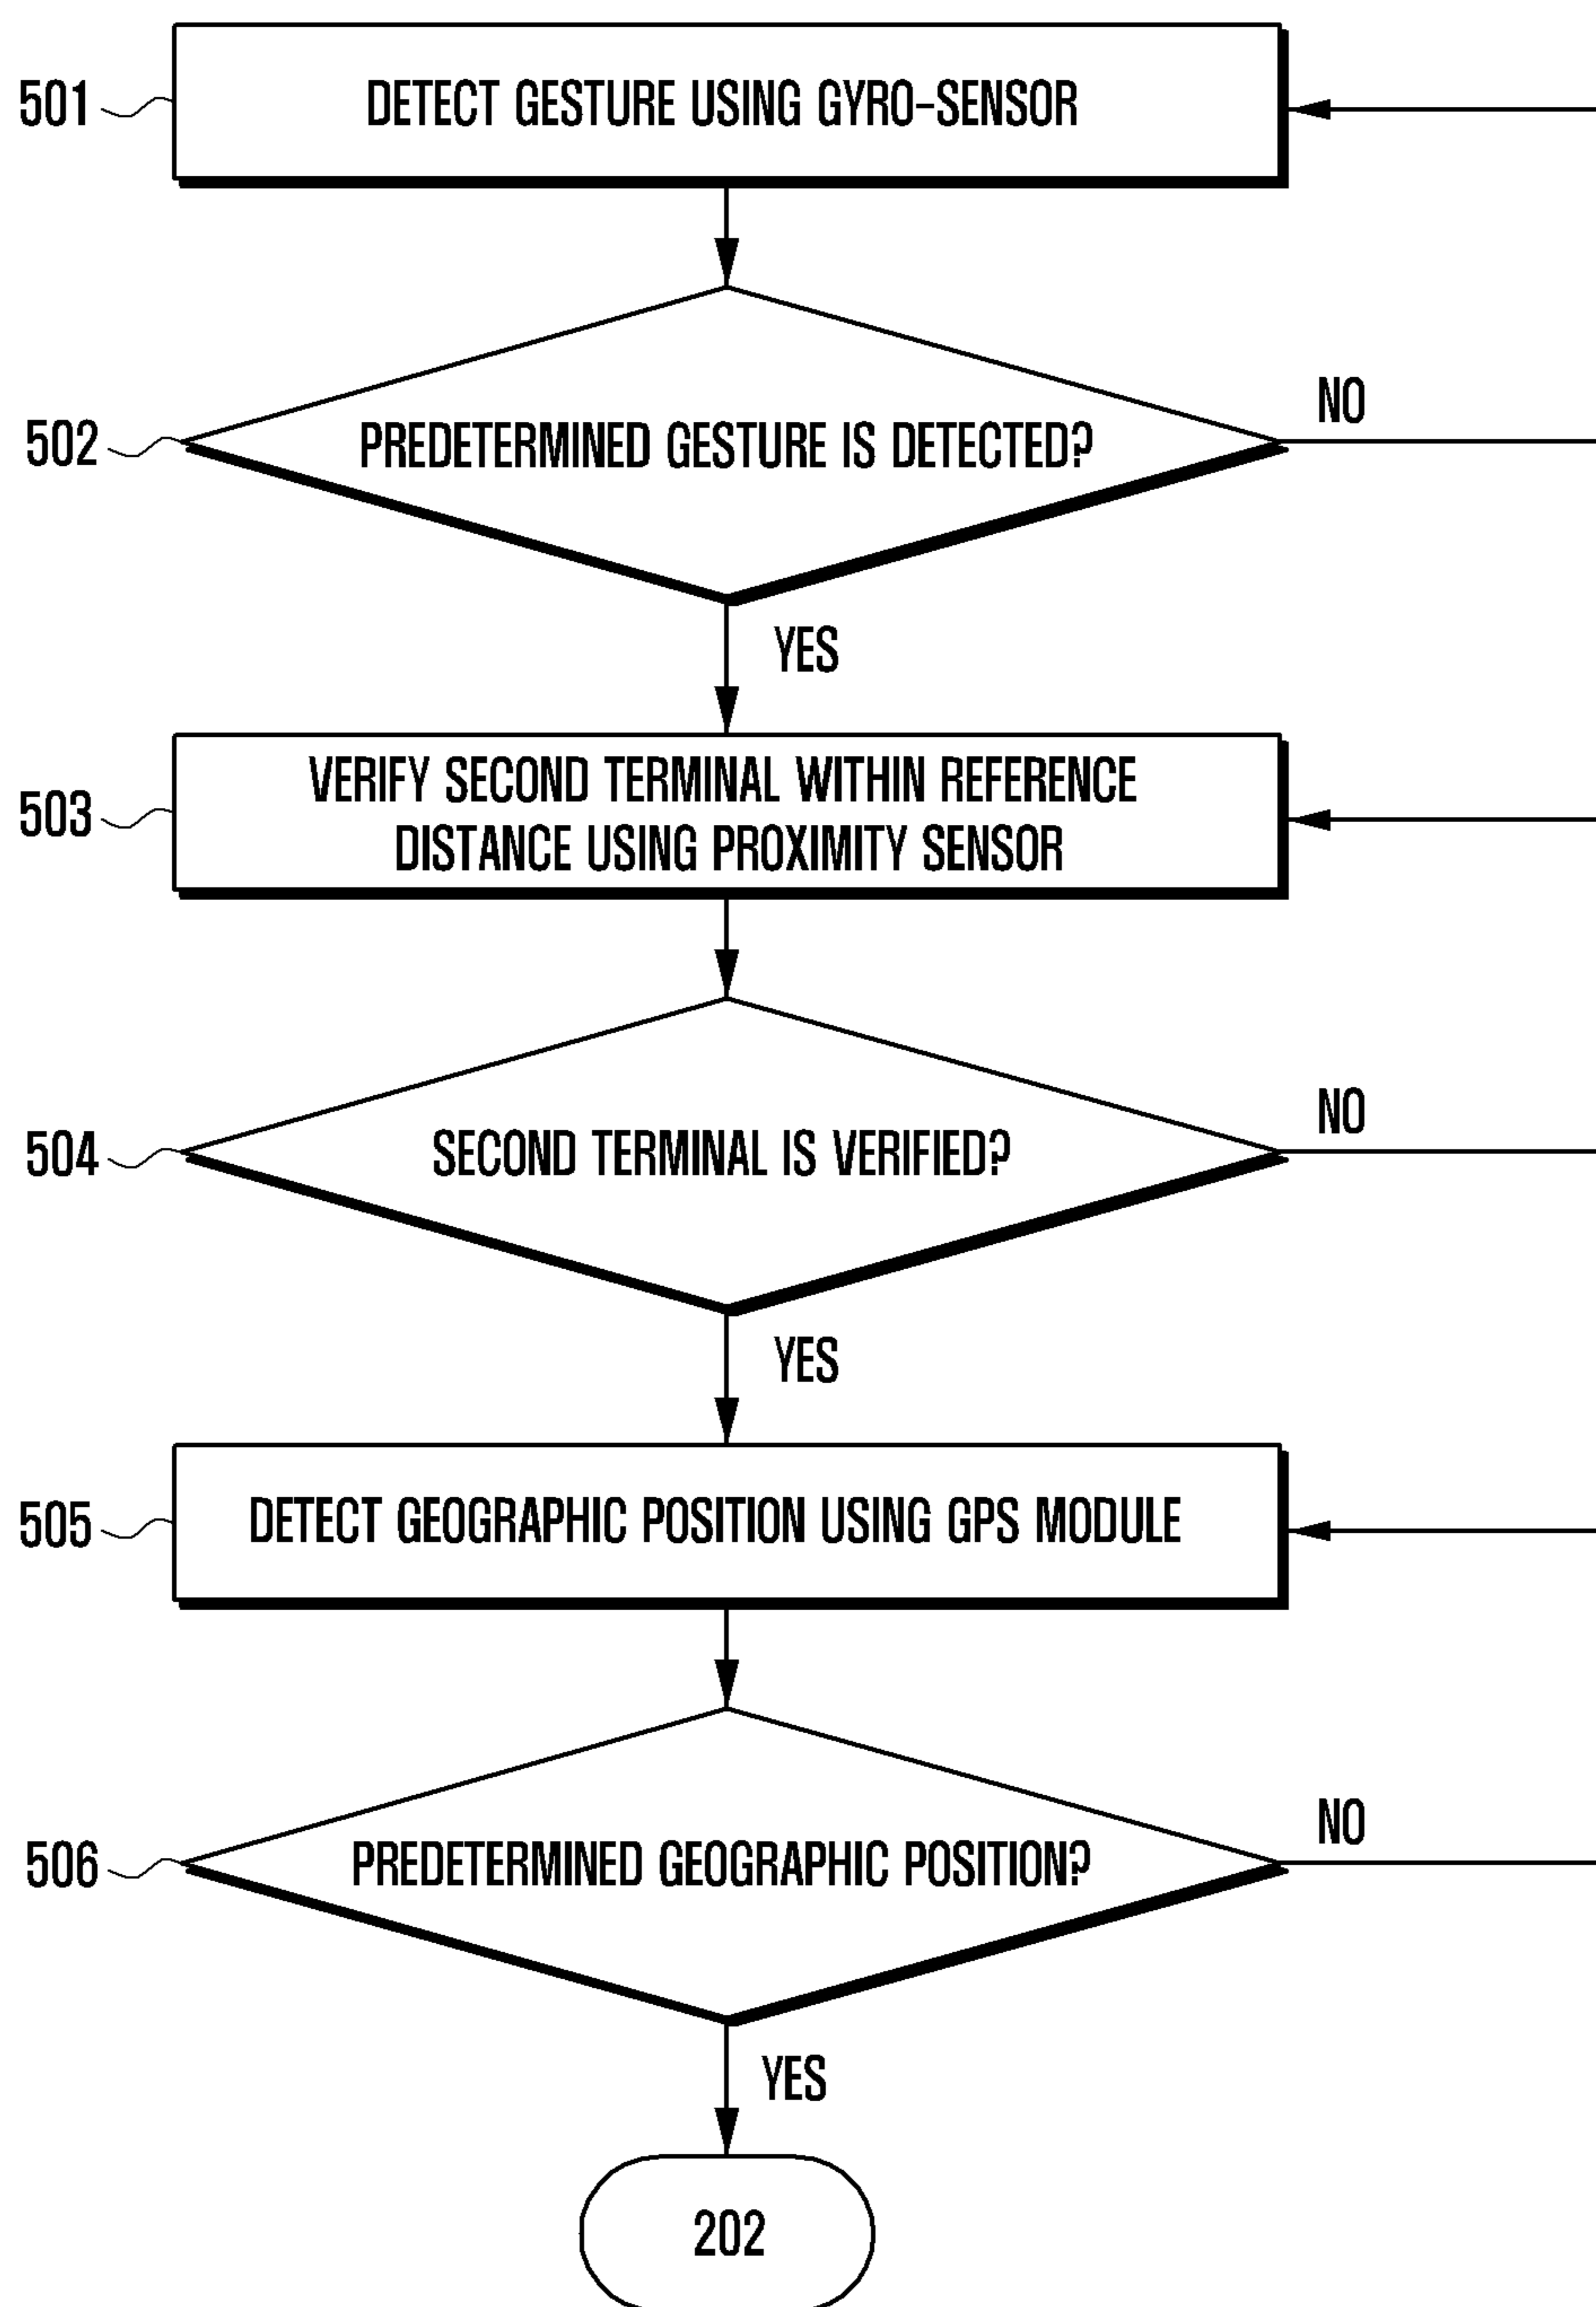 501
DETECT GESTURE USING GYRO-SENSOR
502
PREDETERMINED GESTURE IS DETECTED?
NO
YES
503
VERIFY SECOND TERMINAL WITHIN REFERENCE
DISTANCE USING PROXIMITY SENSOR
504
SECOND TERMINAL IS VERIFIED?
NO
YES
505
DETECT GEOGRAPHIC POSITION USING GPS MODULE
506
PREDETERMINED GEOGRAPHIC POSITION?
NO
YES
202